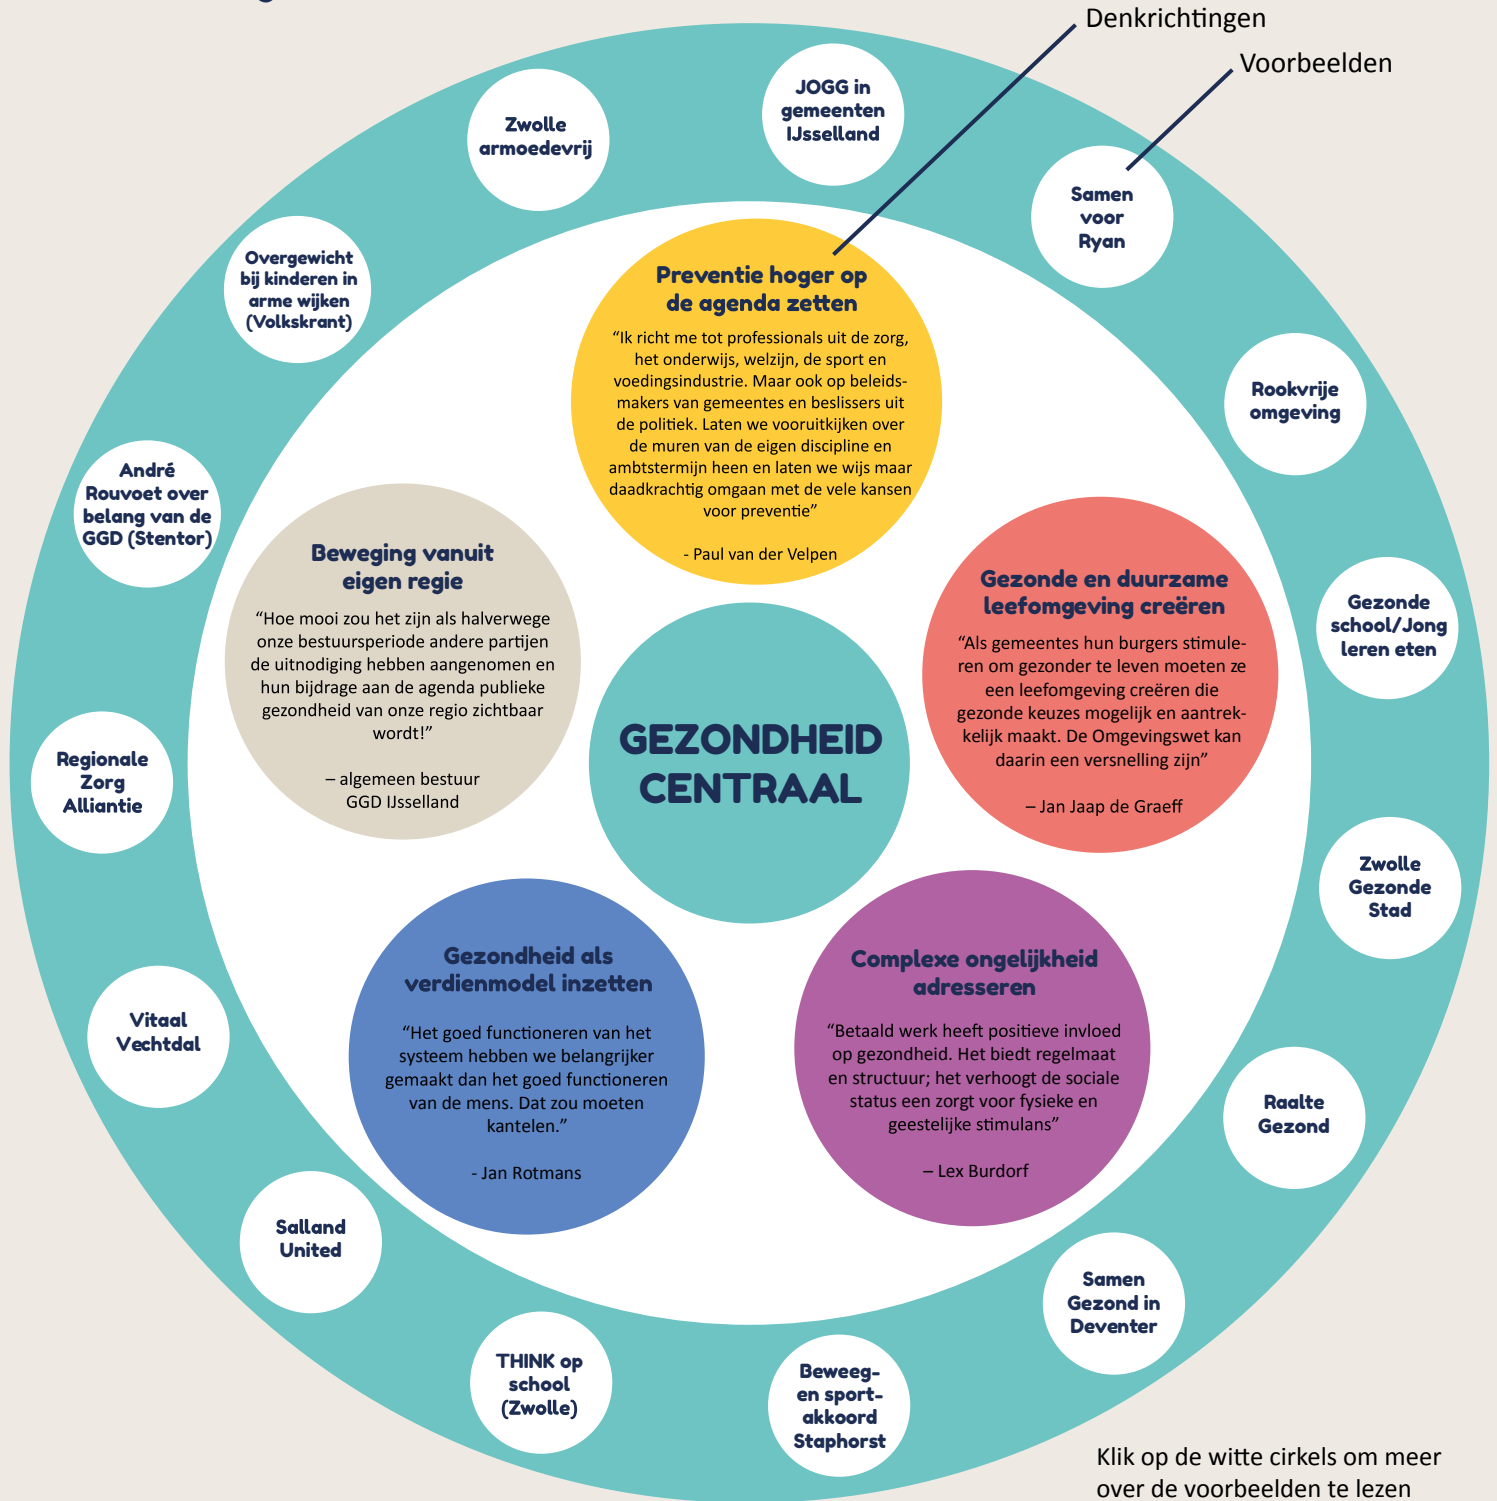 Denkrichtingen
Voorbeelden
JOGG in
gemeenten
IJsselland
Zwolle
armoedevrij
Samen
voor
Ryan
Overgewicht
bij kinderen in
arme wijken
(Volkskrant)
Preventie hoger op
de agenda zetten
“Ik richt me tot professionals uit de zorg,
het onderwijs, welzijn, de sport en
voedingsindustrie. Maar ook op beleids-
makers van gemeentes en beslissers uit
de politiek. Laten we vooruitkijken over
de muren van de eigen discipline en
ambtstermijn heen en laten we wijs maar
daadkrachtig omgaan met de vele kansen
voor preventie”
- Paul van der Velpen
Rookvrije
omgeving
André
Rouvoet over
belang van de
GGD (Stentor)
Beweging vanuit
eigen regie
“Hoe mooi zou het zijn als halverwege
onze bestuursperiode andere partijen
de uitnodiging hebben aangenomen en
hun bijdrage aan de agenda publieke
gezondheid van onze regio zichtbaar
wordt!”
– algemeen bestuur
GGD IJsselland
Gezonde en duurzame
leefomgeving creëren
“Als gemeentes hun burgers stimule-
ren om gezonder te leven moeten ze
een leefomgeving creëren die
gezonde keuzes mogelijk en aantrek-
kelijk maakt. De Omgevingswet kan
daarin een versnelling zijn”
– Jan Jaap de Graeff
Gezonde
school/Jong
leren eten
GEZONDHEID
CENTRAAL
Regionale
Zorg
Alliantie
Zwolle
Gezonde
Stad
Gezondheid als
verdienmodel inzetten
“Het goed functioneren van het
systeem hebben we belangrijker
gemaakt dan het goed functioneren
van de mens. Dat zou moeten
kantelen.”
- Jan Rotmans
Complexe ongelijkheid
adresseren
“Betaald werk heeft positieve invloed
op gezondheid. Het biedt regelmaat
en structuur; het verhoogt de sociale
status een zorgt voor fysieke en
geestelijke stimulans”
– Lex Burdorf
Vitaal
Vechtdal
Raalte
Gezond
Salland
United
Samen
Gezond in
Deventer
THINK op
school
(Zwolle)
Beweeg-
en sport-
akkoord
Staphorst
Klik op de witte cirkels om meer
over de voorbeelden te lezen